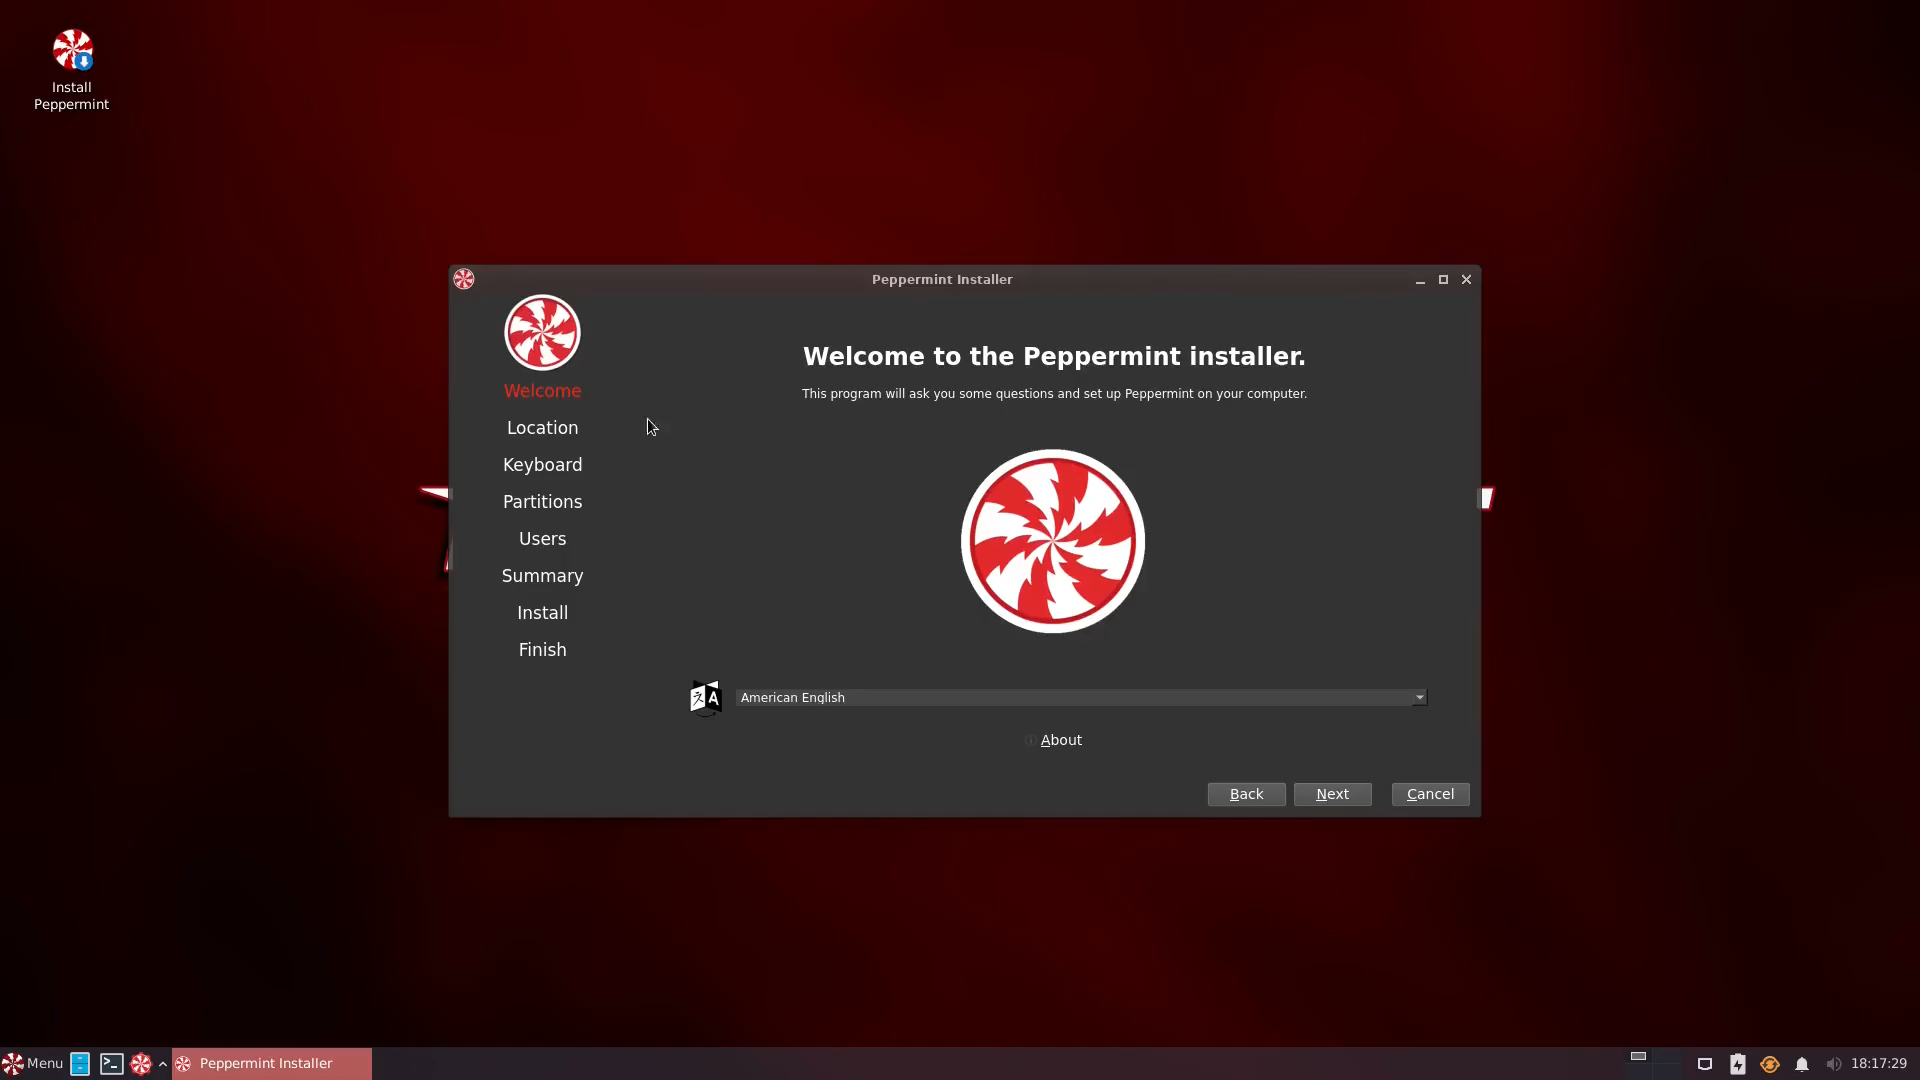 Install
Peppermint
Peppermint Installer
Welcome
Location
Keyboard
Partitions
Users
Summary
Install
Finish
Welcome to the Peppermint installer.
This program will ask you some questions and set up Peppermint on your computer.
A
American English
About
Back
Next
Cancel
Menu
Peppermint Installer
18:17:29